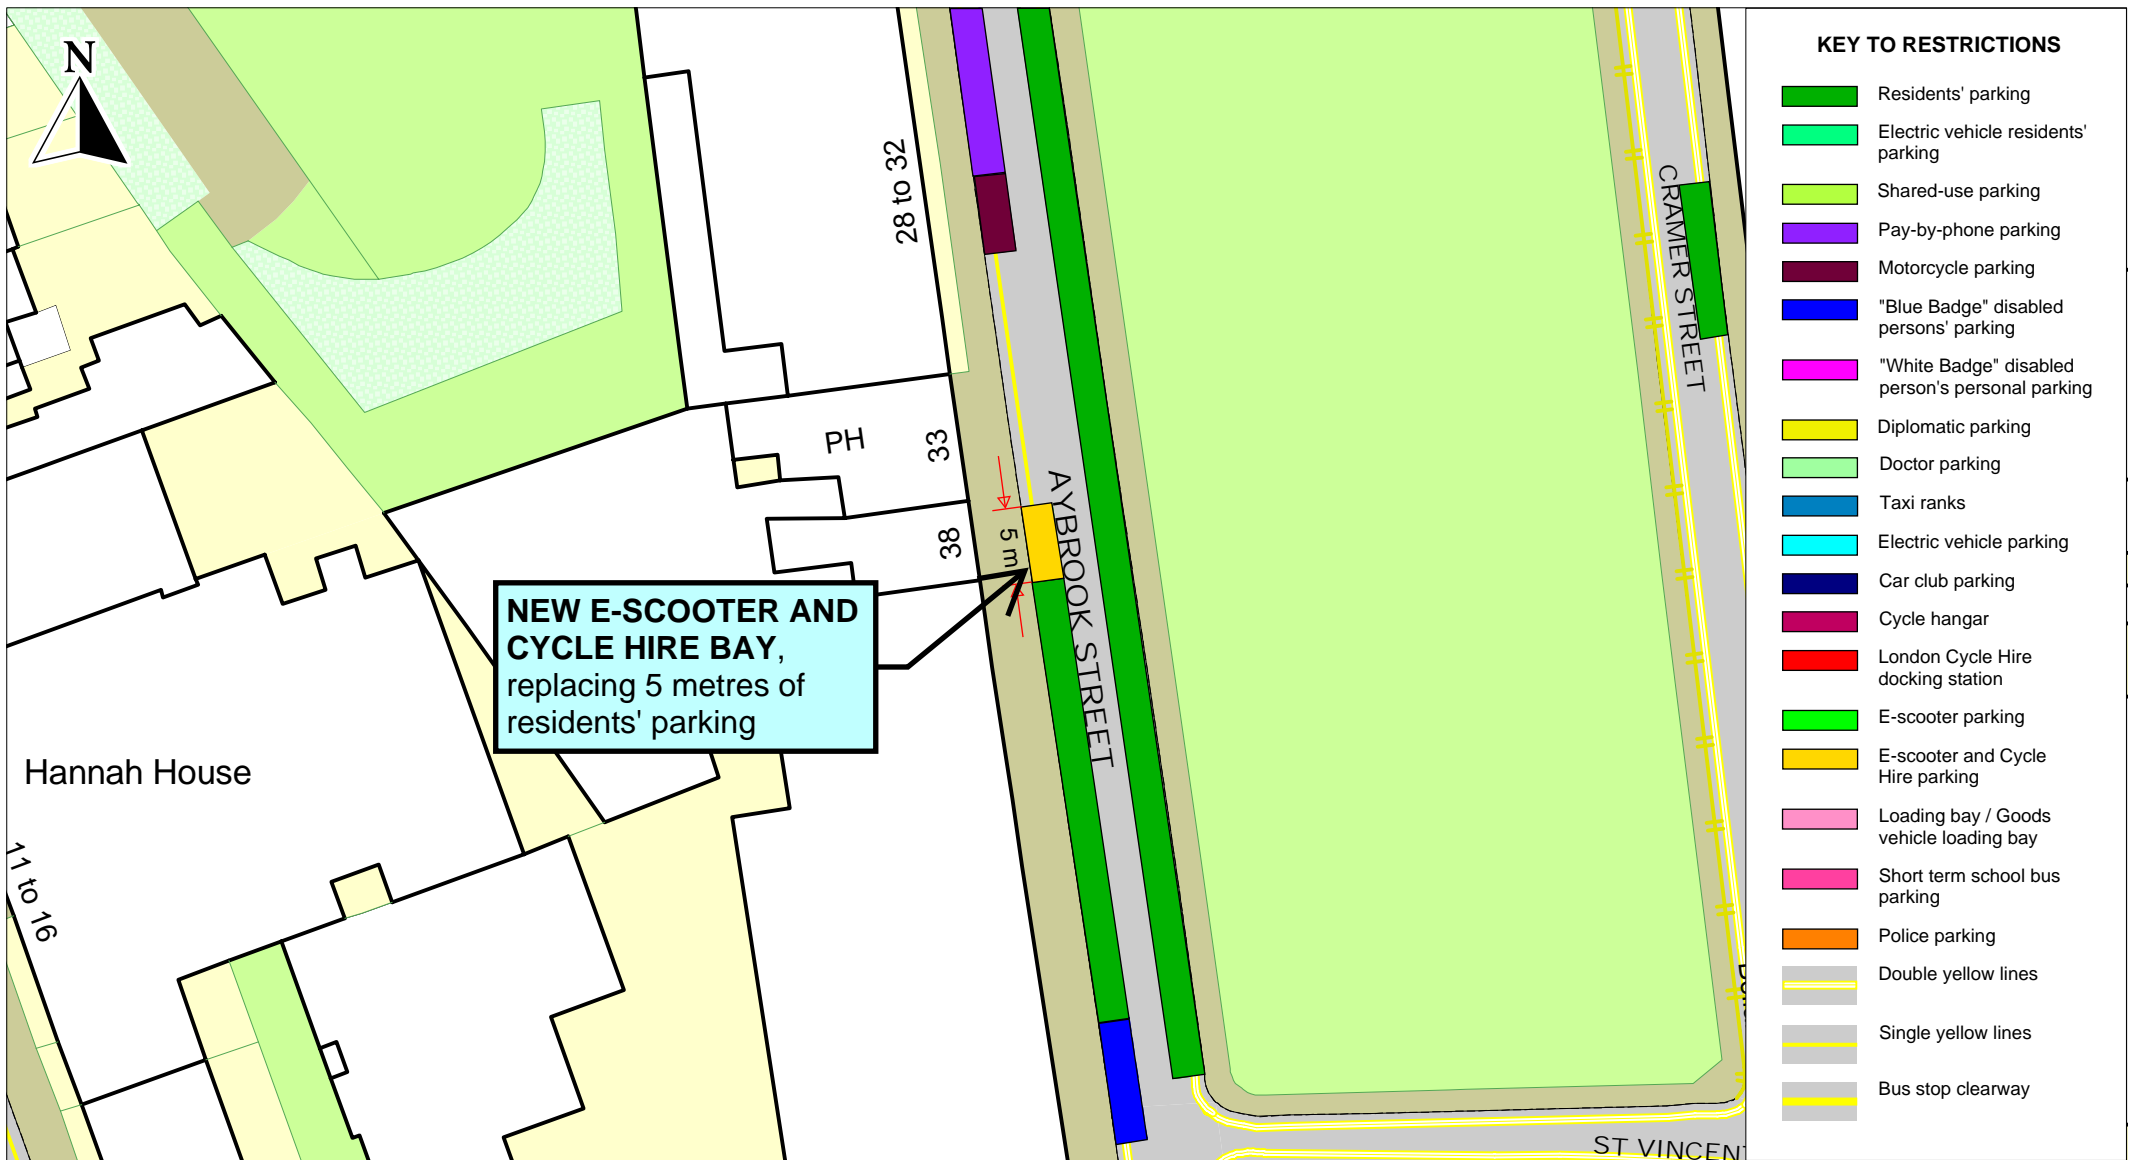 N
28 to 32
PH
33
38
5 m
AYBROOK STREET
CRAMER STREET
NEW E-SCOOTER AND
CYCLE HIRE BAY,
replacing 5 metres of
residents' parking
Hannah House
11 to 16
ST VINCENT
KEY TO RESTRICTIONS
Residents' parking
Electric vehicle residents'
parking
Shared-use parking
Pay-by-phone parking
Motorcycle parking
"Blue Badge" disabled
persons' parking
"White Badge" disabled
person's personal parking
Diplomatic parking
Doctor parking
Taxi ranks
Electric vehicle parking
Car club parking
Cycle hangar
London Cycle Hire
docking station
E-scooter parking
E-scooter and Cycle
Hire parking
Loading bay / Goods
vehicle loading bay
Short term school bus
parking
Police parking
Double yellow lines
Single yellow lines
Bus stop clearway